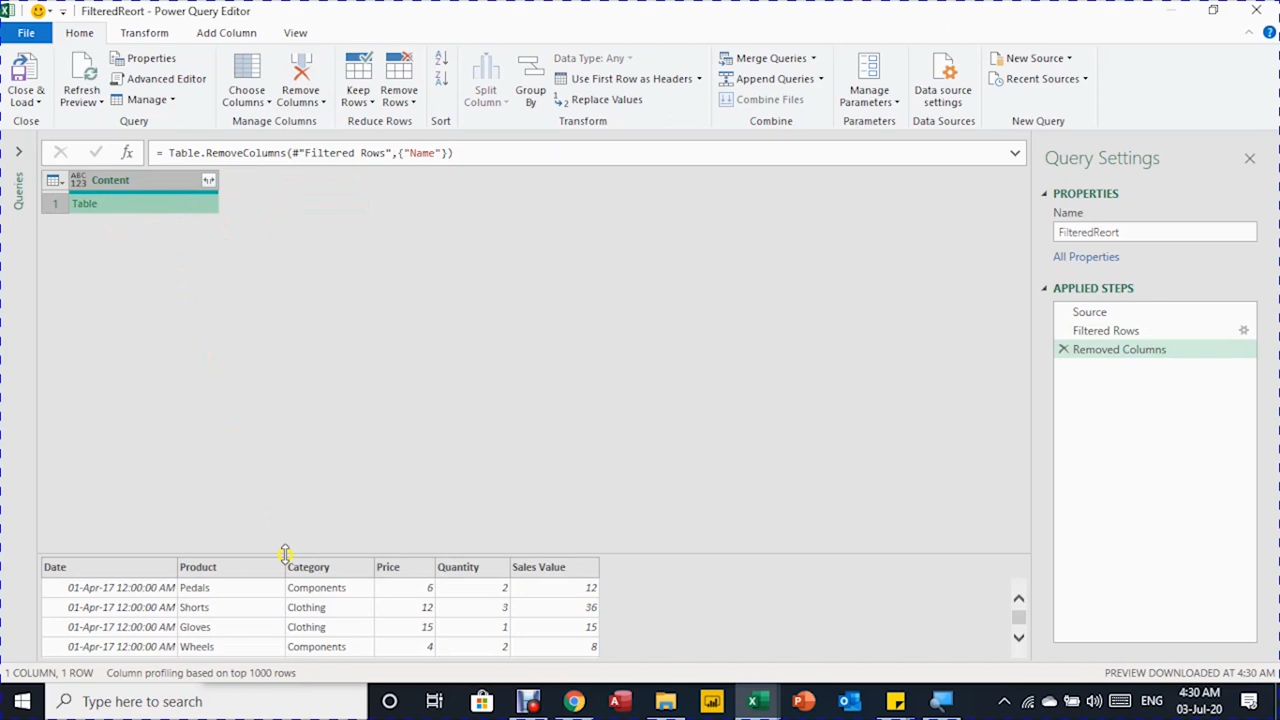 FilteredReort - Power Query Editor
File Home Transform Add Column View
Close & Load
Close
Refresh Preview
Properties
Advanced Editor
Manage
Query
Choose Columns
Remove Columns
Manage Columns
Keep Rows
Remove Rows
Reduce Rows
Sort
Split Column
Group By
Data Type: Any
Use First Row as Headers
Replace Values
Transform
Merge Queries
Append Queries
Combine Files
Combine
Manage Parameters
Parameters
Data source settings
Data Sources
New Source
Recent Sources
New Query
Queries
fx = Table.RemoveColumns(#"Filtered Rows",{"Name"})
ABC 123 Content
1 Table
Query Settings
PROPERTIES
Name
FilteredReort
All Properties
APPLIED STEPS
Source
Filtered Rows
Removed Columns
Date Product Category Price Quantity Sales Value
01-Apr-17 12:00:00 AM Pedals Components 6 2 12
01-Apr-17 12:00:00 AM Shorts Clothing 12 3 36
01-Apr-17 12:00:00 AM Gloves Clothing 15 1 15
01-Apr-17 12:00:00 AM Wheels Components 4 2 8
1 COLUMN, 1 ROW Column profiling based on top 1000 rows PREVIEW DOWNLOADED AT 4:30 AM
Type here to search ENG 4:30 AM
03-Jul-20